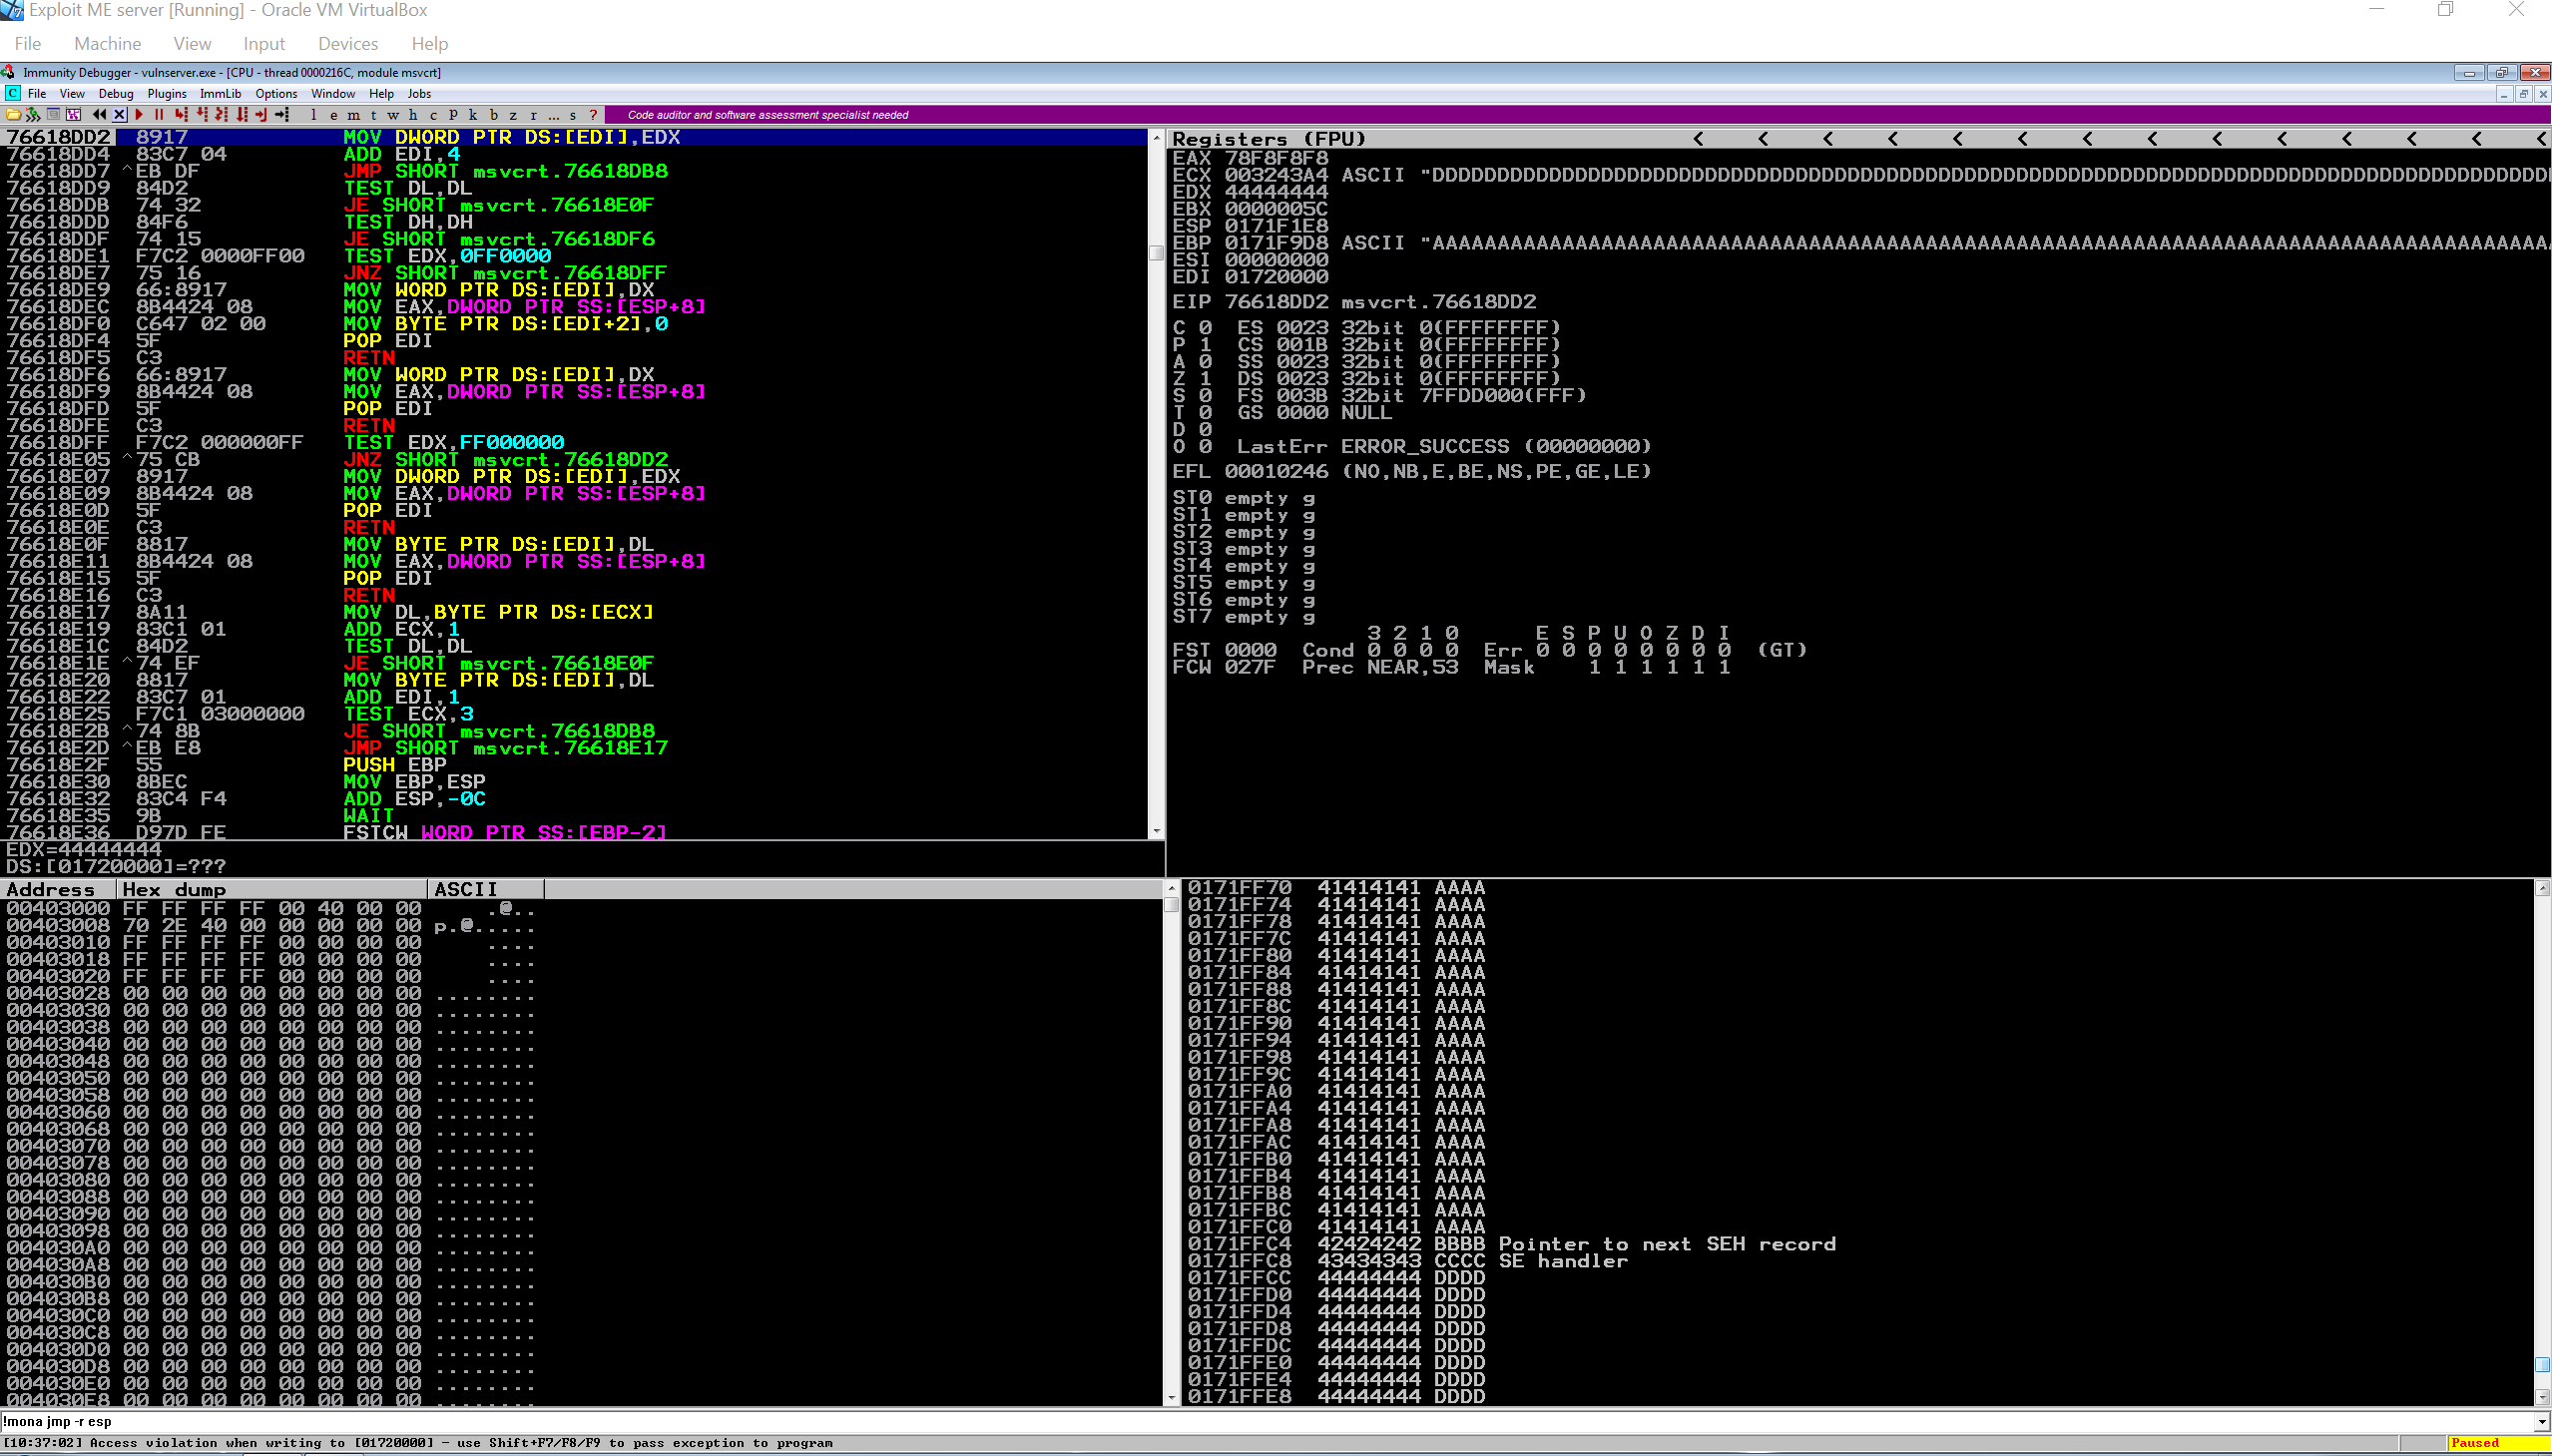 Exploit ME server [Running] - Oracle VM VirtualBox
File Machine View Input Devices Help
Immunity Debugger - vulnserver.exe - [CPU - thread 0000216C, module msvcrt]
C File View Debug Plugins ImmLib Options Window Help Jobs
l e m t w h c P k b z r ... s ? Code auditor and software assessment specialist needed
76618DD2 8917 MOV DWORD PTR DS:[EDI],EDX
76618DD4 83C7 04 ADD EDI,4
76618DD7 ^EB DF JMP SHORT msvcrt.76618DB8
76618DD9 84D2 TEST DL,DL
76618DDB 74 32 JE SHORT msvcrt.76618E0F
76618DDD 84F6 TEST DH,DH
76618DDF 74 15 JE SHORT msvcrt.76618DF6
76618DE1 F7C2 0000FF00 TEST EDX,0FF0000
76618DE7 75 16 JNZ SHORT msvcrt.76618DFF
76618DE9 66:8917 MOV WORD PTR DS:[EDI],DX
76618DEC 8B4424 08 MOV EAX,DWORD PTR SS:[ESP+8]
76618DF0 C647 02 00 MOV BYTE PTR DS:[EDI+2],0
76618DF4 5F POP EDI
76618DF5 C3 RETN
76618DF6 66:8917 MOV WORD PTR DS:[EDI],DX
76618DF9 8B4424 08 MOV EAX,DWORD PTR SS:[ESP+8]
76618DFD 5F POP EDI
76618DFE C3 RETN
76618DFF F7C2 000000FF TEST EDX,FF000000
76618E05 ^75 CB JNZ SHORT msvcrt.76618DD2
76618E07 8917 MOV DWORD PTR DS:[EDI],EDX
76618E09 8B4424 08 MOV EAX,DWORD PTR SS:[ESP+8]
76618E0D 5F POP EDI
76618E0E C3 RETN
76618E0F 8817 MOV BYTE PTR DS:[EDI],DL
76618E11 8B4424 08 MOV EAX,DWORD PTR SS:[ESP+8]
76618E15 5F POP EDI
76618E16 C3 RETN
76618E17 8A11 MOV DL,BYTE PTR DS:[ECX]
76618E19 83C1 01 ADD ECX,1
76618E1C 84D2 TEST DL,DL
76618E1E ^74 EF JE SHORT msvcrt.76618E0F
76618E20 8817 MOV BYTE PTR DS:[EDI],DL
76618E22 83C7 01 ADD EDI,1
76618E25 F7C1 03000000 TEST ECX,3
76618E2B ^74 8B JE SHORT msvcrt.76618DB8
76618E2D ^EB E8 JMP SHORT msvcrt.76618E17
76618E2F 55 PUSH EBP
76618E30 8BEC MOV EBP,ESP
76618E32 83C4 F4 ADD ESP,-0C
76618E35 9B WAIT
76618E36 D97D FE FSTCW WORD PTR SS:[EBP-2]
EDX=44444444
DS:[01720000]=???
Registers (FPU) < < < < < < < < < < < < < <
EAX 78F8F8F8
ECX 003243A4 ASCII "DDDDDDDDDDDDDDDDDDDDDDDDDDDDDDDDDDDDDDDDDDDDDDDDDDDDDDDDDDDDDDDDDDDDDDDDDDDDDDDDDDDDDD
EDX 44444444
EBX 0000005C
ESP 0171F1E8
EBP 0171F9D8 ASCII "AAAAAAAAAAAAAAAAAAAAAAAAAAAAAAAAAAAAAAAAAAAAAAAAAAAAAAAAAAAAAAAAAAAAAAAAAAAAAAAAAAAAAA
ESI 00000000
EDI 01720000
EIP 76618DD2 msvcrt.76618DD2
C 0 ES 0023 32bit 0(FFFFFFFF)
P 1 CS 001B 32bit 0(FFFFFFFF)
A 0 SS 0023 32bit 0(FFFFFFFF)
Z 1 DS 0023 32bit 0(FFFFFFFF)
S 0 FS 003B 32bit 7FFDD000(FFF)
T 0 GS 0000 NULL
D 0
O 0 LastErr ERROR_SUCCESS (00000000)
EFL 00010246 (NO,NB,E,BE,NS,PE,GE,LE)
ST0 empty g
ST1 empty g
ST2 empty g
ST3 empty g
ST4 empty g
ST5 empty g
ST6 empty g
ST7 empty g
3 2 1 0 E S P U O Z D I
FST 0000 Cond 0 0 0 0 Err 0 0 0 0 0 0 0 0 (GT)
FCW 027F Prec NEAR,53 Mask 1 1 1 1 1 1
Address Hex dump ASCII
00403000 FF FF FF FF 00 40 00 00 .@..
00403008 70 2E 40 00 00 00 00 00 p.@.....
00403010 FF FF FF FF 00 00 00 00 ....
00403018 FF FF FF FF 00 00 00 00 ....
00403020 FF FF FF FF 00 00 00 00 ....
00403028 00 00 00 00 00 00 00 00 ........
00403030 00 00 00 00 00 00 00 00 ........
00403038 00 00 00 00 00 00 00 00 ........
00403040 00 00 00 00 00 00 00 00 ........
00403048 00 00 00 00 00 00 00 00 ........
00403050 00 00 00 00 00 00 00 00 ........
00403058 00 00 00 00 00 00 00 00 ........
00403060 00 00 00 00 00 00 00 00 ........
00403068 00 00 00 00 00 00 00 00 ........
00403070 00 00 00 00 00 00 00 00 ........
00403078 00 00 00 00 00 00 00 00 ........
00403080 00 00 00 00 00 00 00 00 ........
00403088 00 00 00 00 00 00 00 00 ........
00403090 00 00 00 00 00 00 00 00 ........
00403098 00 00 00 00 00 00 00 00 ........
004030A0 00 00 00 00 00 00 00 00 ........
004030A8 00 00 00 00 00 00 00 00 ........
004030B0 00 00 00 00 00 00 00 00 ........
004030B8 00 00 00 00 00 00 00 00 ........
004030C0 00 00 00 00 00 00 00 00 ........
004030C8 00 00 00 00 00 00 00 00 ........
004030D0 00 00 00 00 00 00 00 00 ........
004030D8 00 00 00 00 00 00 00 00 ........
004030E0 00 00 00 00 00 00 00 00 ........
004030E8 00 00 00 00 00 00 00 00 ........
0171FF70 41414141 AAAA
0171FF74 41414141 AAAA
0171FF78 41414141 AAAA
0171FF7C 41414141 AAAA
0171FF80 41414141 AAAA
0171FF84 41414141 AAAA
0171FF88 41414141 AAAA
0171FF8C 41414141 AAAA
0171FF90 41414141 AAAA
0171FF94 41414141 AAAA
0171FF98 41414141 AAAA
0171FF9C 41414141 AAAA
0171FFA0 41414141 AAAA
0171FFA4 41414141 AAAA
0171FFA8 41414141 AAAA
0171FFAC 41414141 AAAA
0171FFB0 41414141 AAAA
0171FFB4 41414141 AAAA
0171FFB8 41414141 AAAA
0171FFBC 41414141 AAAA
0171FFC0 41414141 AAAA
0171FFC4 42424242 BBBB Pointer to next SEH record
0171FFC8 43434343 CCCC SE handler
0171FFCC 44444444 DDDD
0171FFD0 44444444 DDDD
0171FFD4 44444444 DDDD
0171FFD8 44444444 DDDD
0171FFDC 44444444 DDDD
0171FFE0 44444444 DDDD
0171FFE4 44444444 DDDD
0171FFE8 44444444 DDDD
!mona jmp -r esp
[10:37:02] Access violation when writing to [01720000] - use Shift+F7/F8/F9 to pass exception to program
Paused